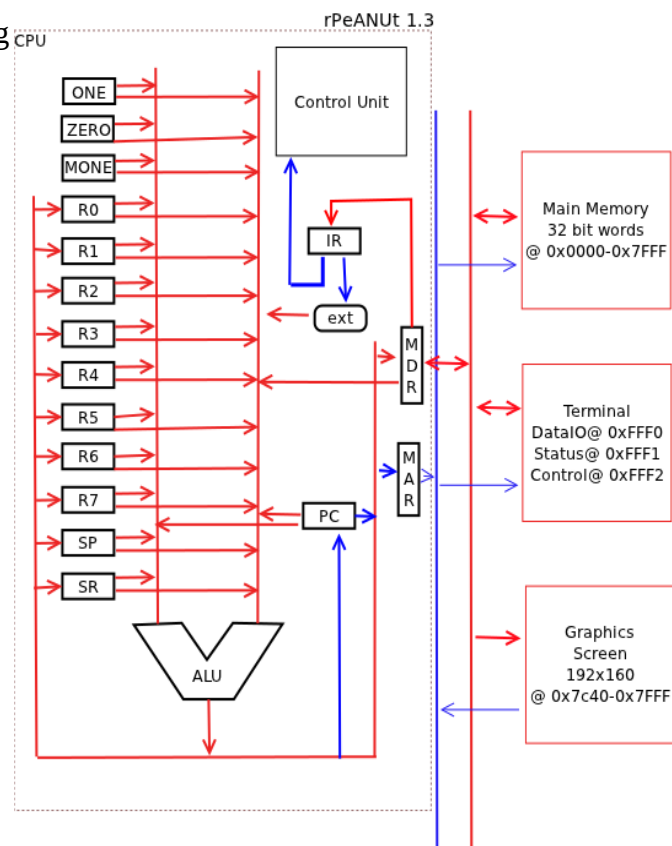 rPeANUt 1.3
g
CPU
ONE
ZERO
MONE
R0
R1
R2
R3
R4
R5
R6
R7
SP
SR
ALU
Control Unit
IR
ext
M
D
R
M
A
R
PC
Main Memory
32 bit words
@ 0x0000-0x7FFF
Terminal
DataIO@ 0xFFF0
Status@ 0xFFF1
Control@ 0xFFF2
Graphics
Screen
192x160
@ 0x7c40-0x7FFF